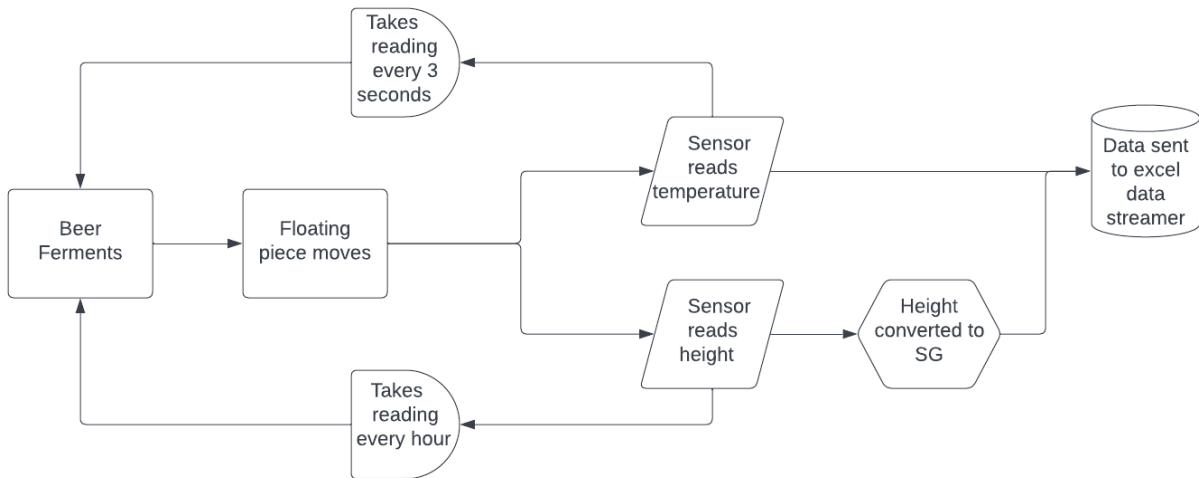 Takes
reading
every 3
seconds
Sensor
reads
temperature
Data sent
to excel
data
streamer
Beer
Ferments
Floating
piece moves
Sensor
reads
height
Height
converted to
SG
Takes
reading
every hour